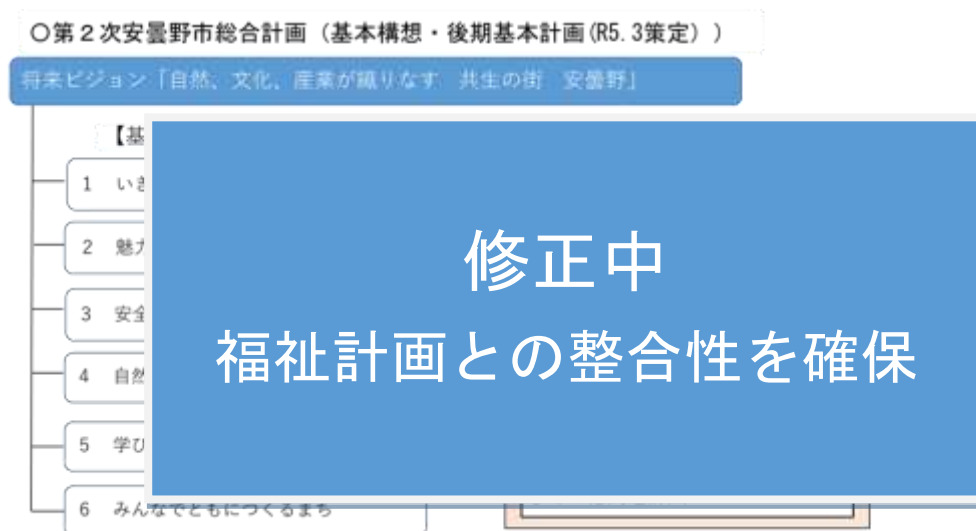 ○第２次安曇野市総合計画（基本構想・後期基本計画(R5.3策定)）
将来ビジョン「自然、文化、産業が織りなす　共生の街　安曇野」
【基
1　いき
2　魅力
3　安全
4　自然
5　学び
6　みんなでともにつくるまち
修正中
福祉計画との整合性を確保